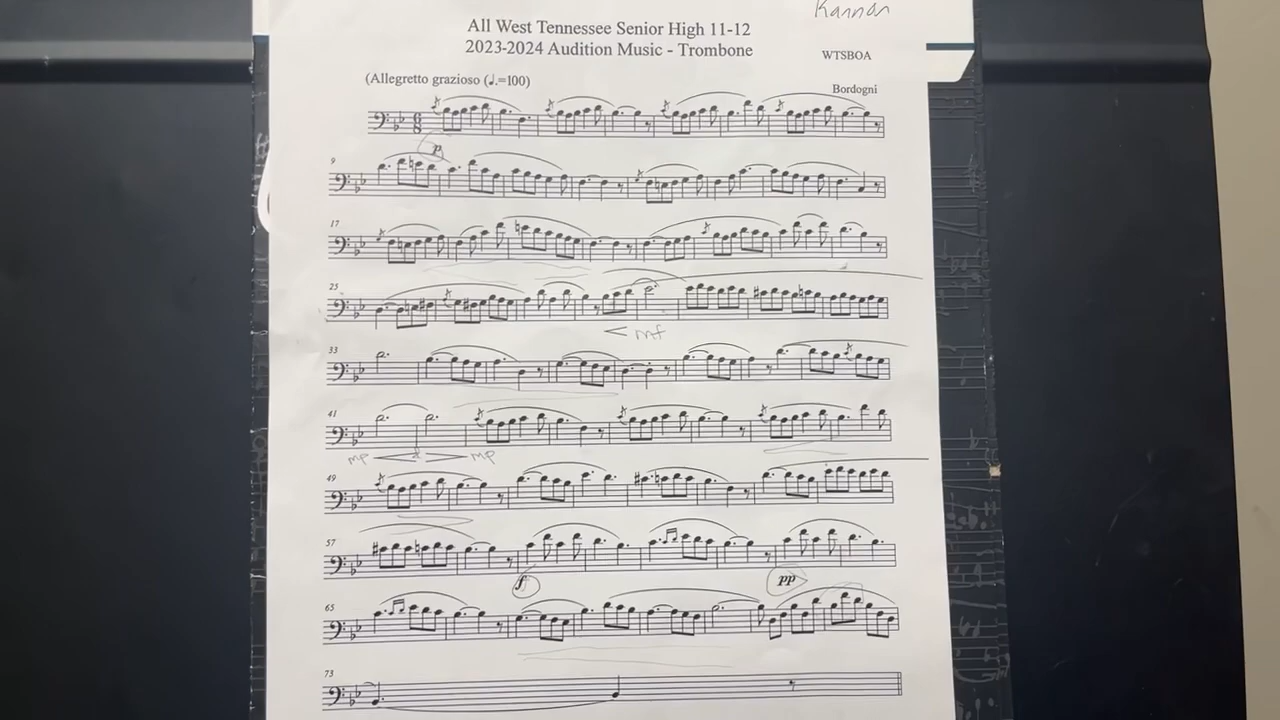 Kannan
All West Tennessee Senior High 11-12
2023-2024 Audition Music - Trombone
WTSBOA
(Allegretto grazioso (♩.=100)
Bordogni
p
9
17
25
mf
33
41
mp
mp
49
57
f
pp
65
73